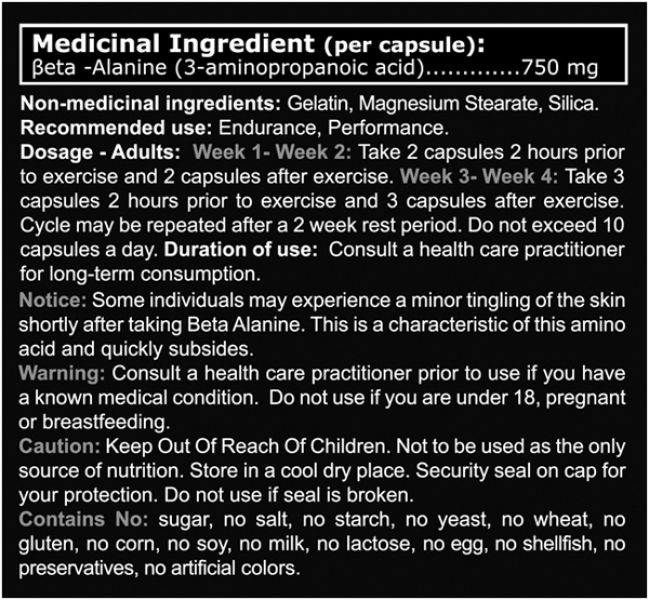 Medicinal Ingredient (per capsule):
βeta -Alanine (3-aminopropanoic acid).............750 mg
Non-medicinal ingredients: Gelatin, Magnesium Stearate, Silica.
Recommended use: Endurance, Performance.
Dosage - Adults: Week 1- Week 2: Take 2 capsules 2 hours prior
to exercise and 2 capsules after exercise. Week 3- Week 4: Take 3
capsules 2 hours prior to exercise and 3 capsules after exercise.
Cycle may be repeated after a 2 week rest period. Do not exceed 10
capsules a day. Duration of use: Consult a health care practitioner
for long-term consumption.
Notice: Some individuals may experience a minor tingling of the skin
shortly after taking Beta Alanine. This is a characteristic of this amino
acid and quickly subsides.
Warning: Consult a health care practitioner prior to use if you have
a known medical condition. Do not use if you are under 18, pregnant
or breastfeeding.
Caution: Keep Out Of Reach Of Children. Not to be used as the only
source of nutrition. Store in a cool dry place. Security seal on cap for
your protection. Do not use if seal is broken.
Contains No: sugar, no salt, no starch, no yeast, no wheat, no
gluten, no corn, no soy, no milk, no lactose, no egg, no shellfish, no
preservatives, no artificial colors.